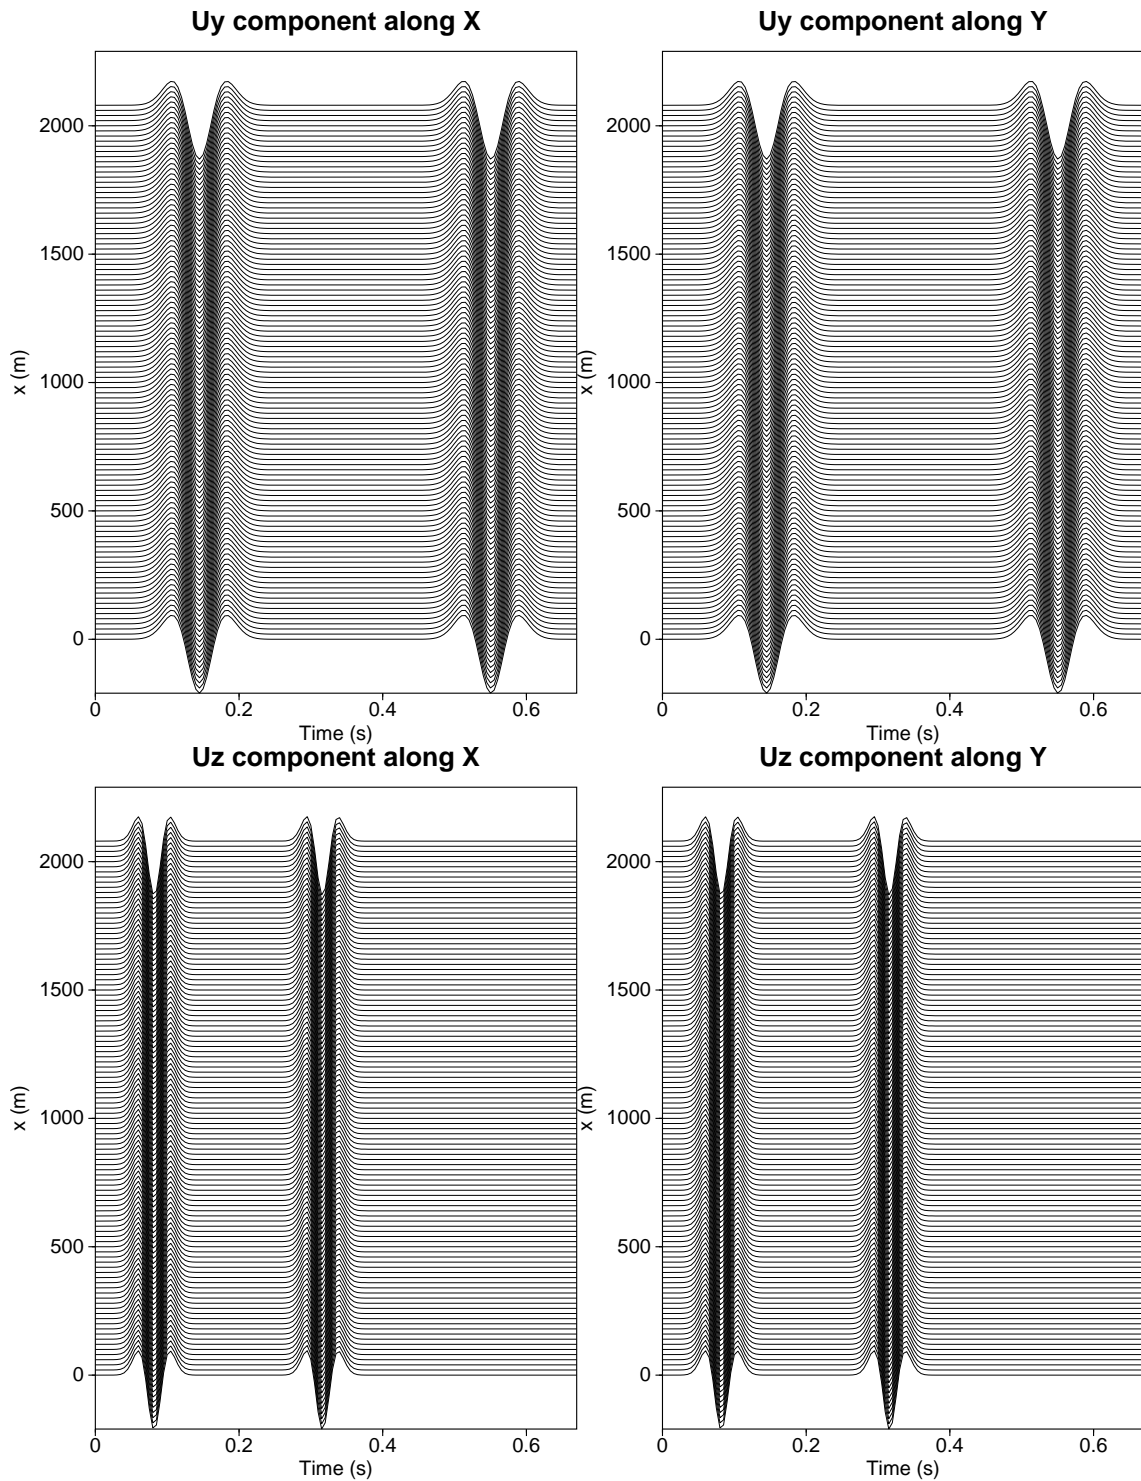 Uy component along X
Uy component along Y
2000
1500
1000
500
0
x (m)
0 0.2 0.4 0.6
Time (s)
2000
1500
1000
500
0
x (m)
0 0.2 0.4 0.6
Time (s)
Uz component along X
Uz component along Y
2000
1500
1000
500
0
x (m)
0 0.2 0.4 0.6
Time (s)
2000
1500
1000
500
0
x (m)
0 0.2 0.4 0.6
Time (s)